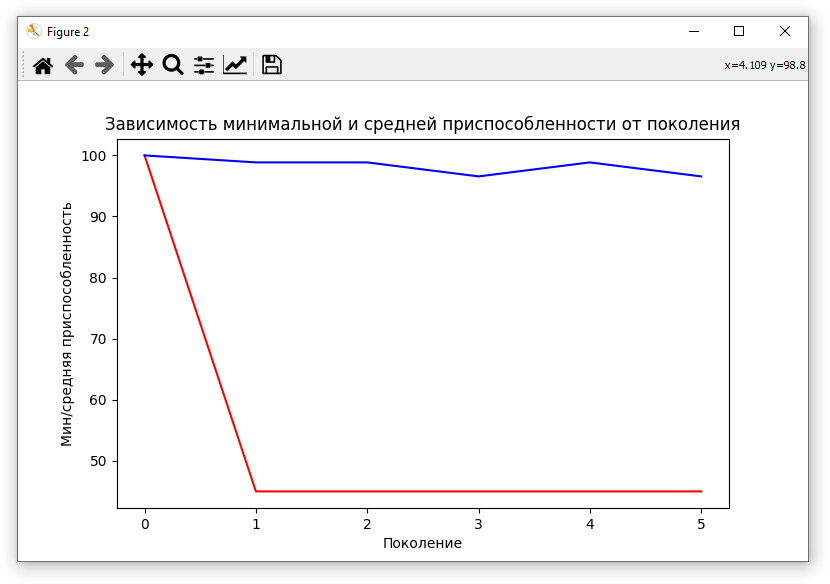 Figure 2
x=4.109 y=98.8
Зависимость минимальной и средней приспособленности от поколения
Мин/средняя приспособленность
100
90
80
70
60
50
0 1 2 3 4 5
Поколение